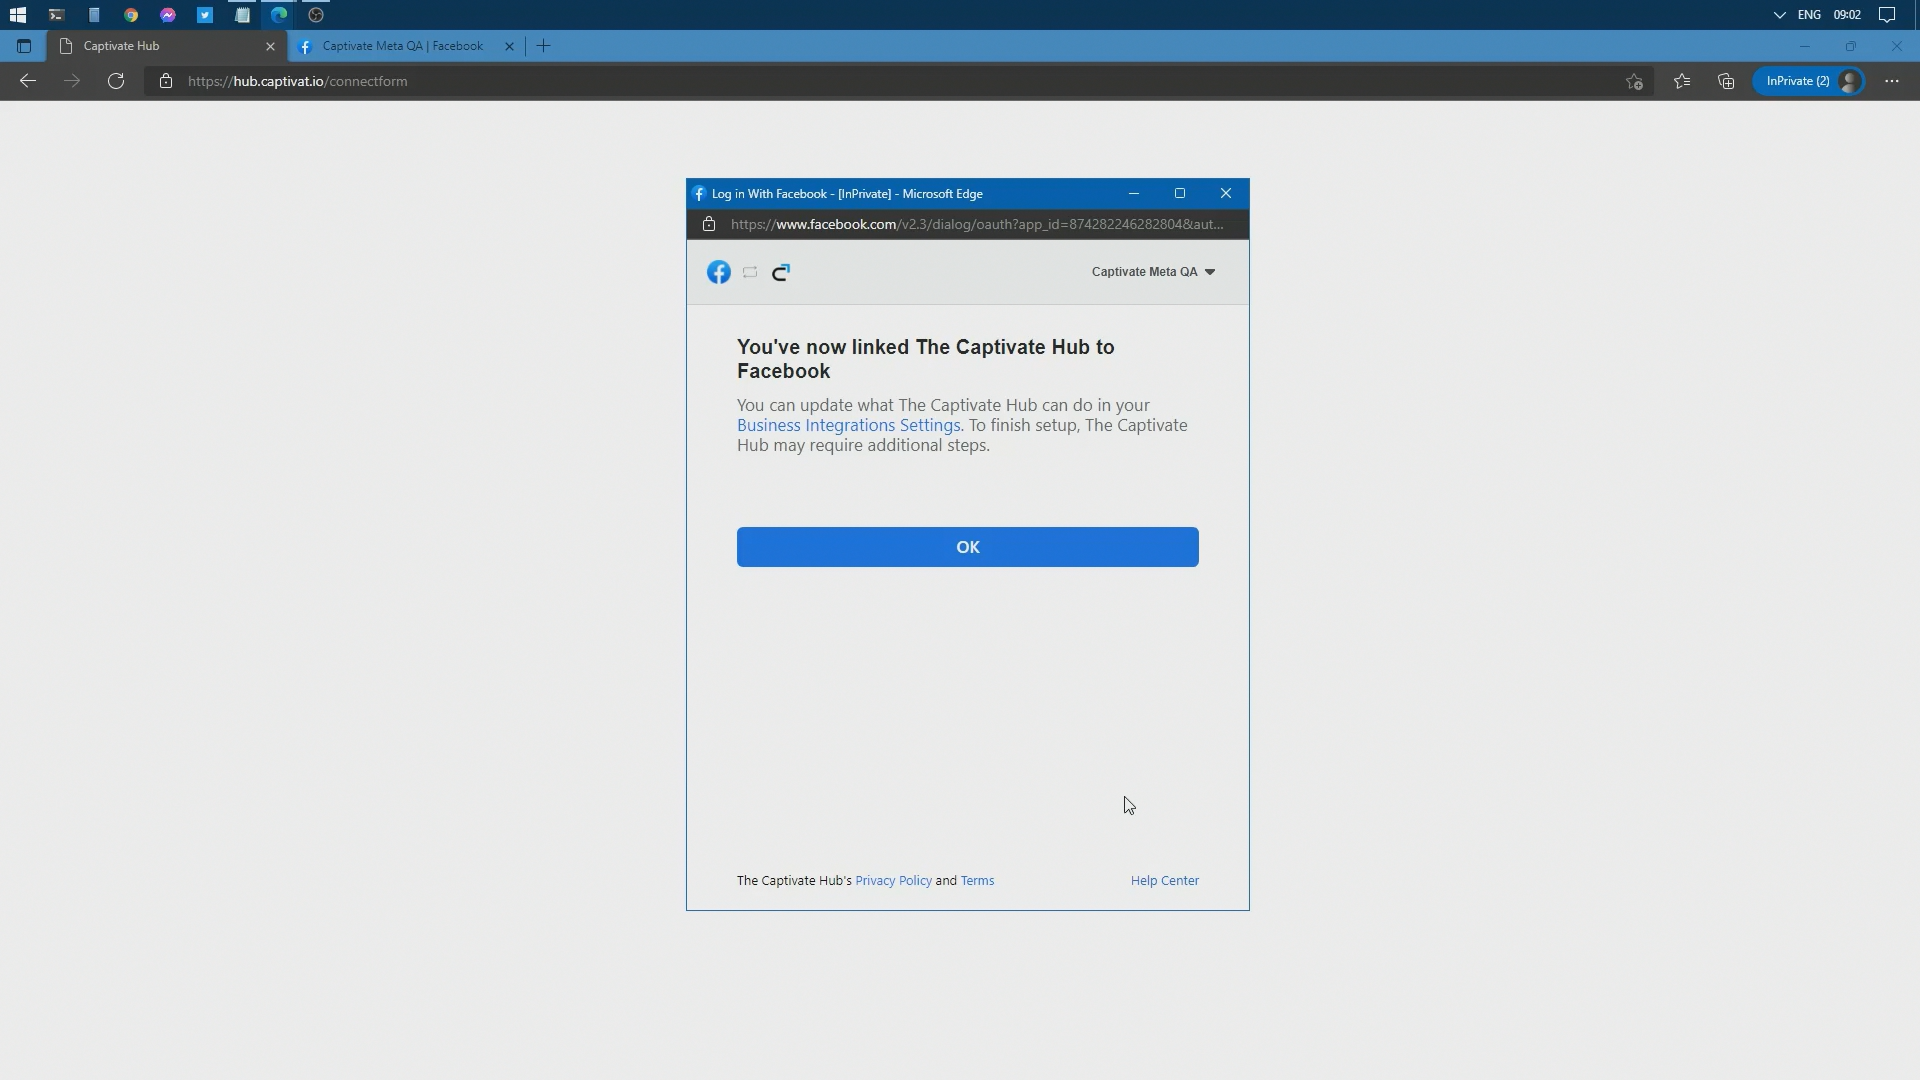 ENG
09:02
Captivate Hub
Captivate Meta QA | Facebook
https://hub.captivat.io/connectform
InPrivate (2)
Log in With Facebook - [InPrivate] - Microsoft Edge
https://www.facebook.com/v2.3/dialog/oauth?app_id=874282246282804&aut...
Captivate Meta QA
You've now linked The Captivate Hub to
Facebook
You can update what The Captivate Hub can do in your
Business Integrations Settings. To finish setup, The Captivate
Hub may require additional steps.
OK
The Captivate Hub's Privacy Policy and Terms
Help Center